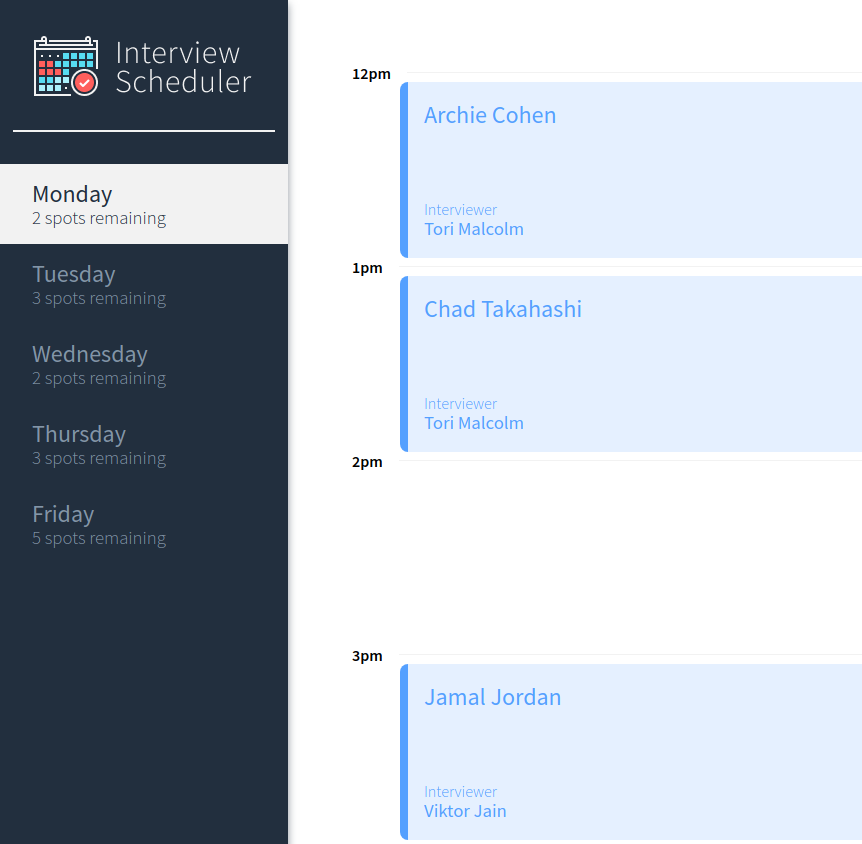 Interview
Scheduler
Monday
2 spots remaining
Tuesday
3 spots remaining
Wednesday
2 spots remaining
Thursday
3 spots remaining
Friday
5 spots remaining
12pm
Archie Cohen
Interviewer
Tori Malcolm
1pm
Chad Takahashi
Interviewer
Tori Malcolm
2pm
3pm
Jamal Jordan
Interviewer
Viktor Jain